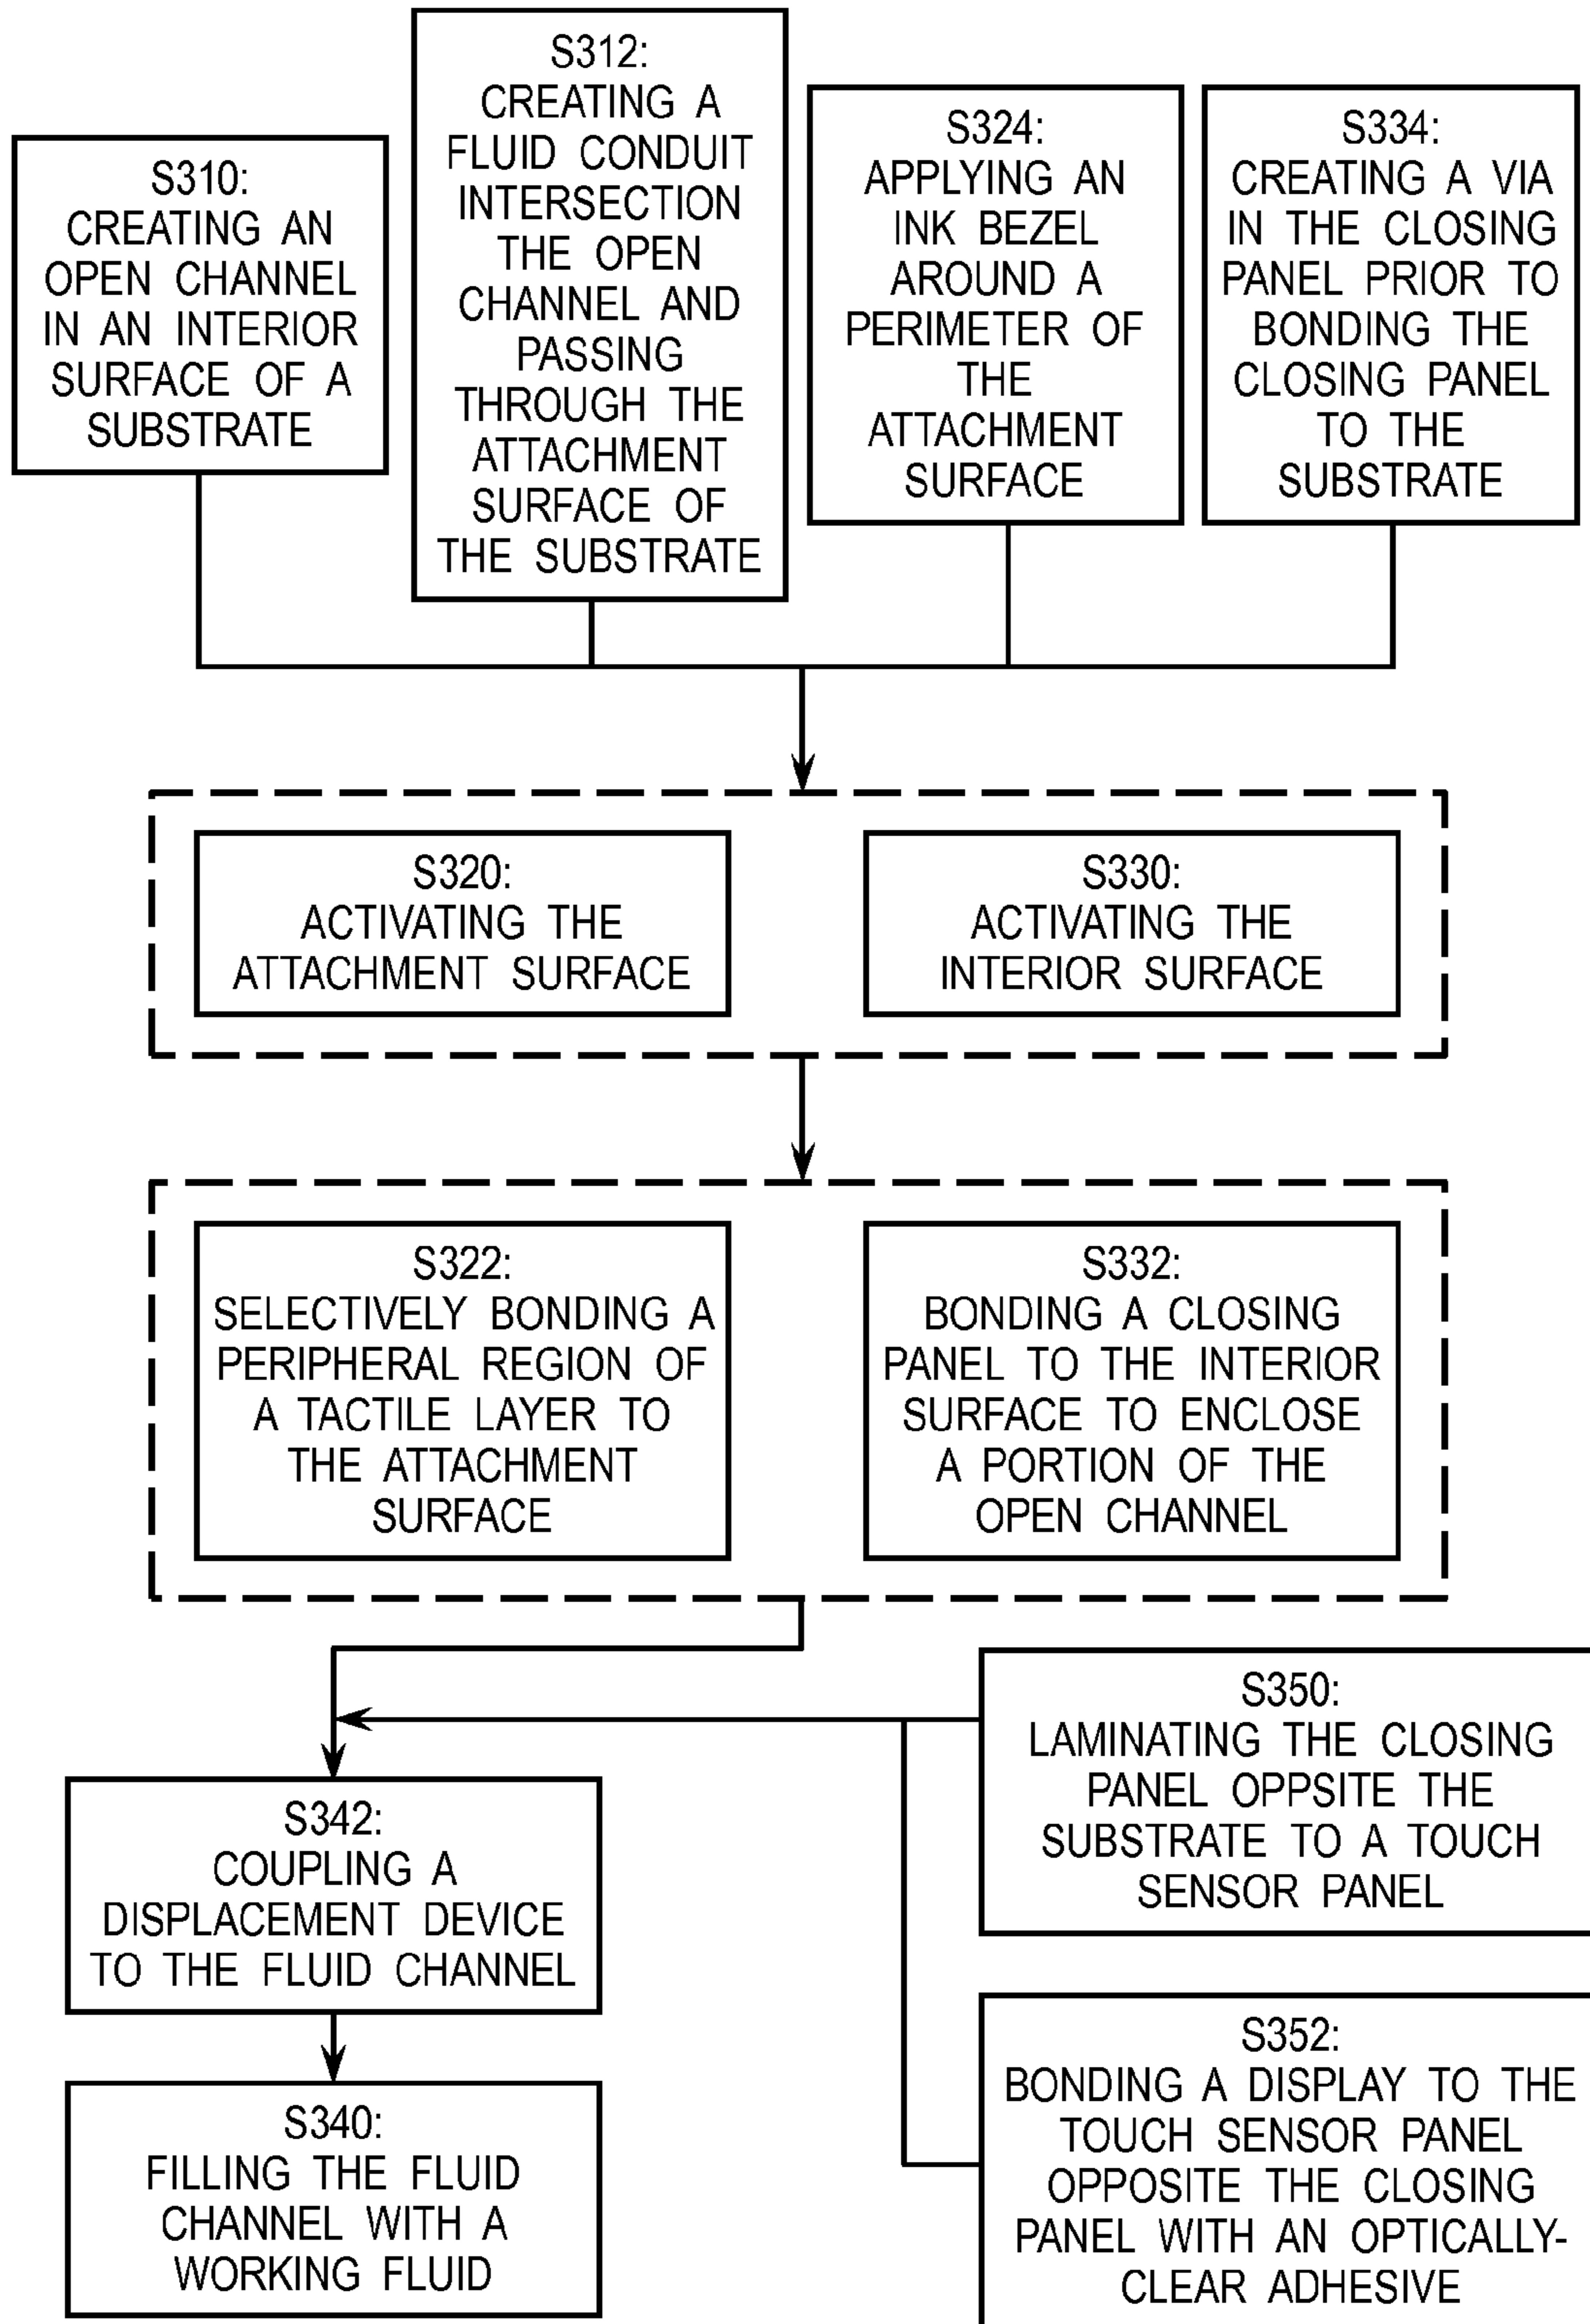 S310:
CREATING AN
OPEN CHANNEL
IN AN INTERIOR
SURFACE OF A
SUBSTRATE
S312:
CREATING A
FLUID CONDUIT
INTERSECTION
THE OPEN
CHANNEL AND
PASSING
THROUGH THE
ATTACHMENT
SURFACE OF
THE SUBSTRATE
S324:
APPLYING AN
INK BEZEL
AROUND A
PERIMETER OF
THE
ATTACHMENT
SURFACE
S334:
CREATING A VIA
IN THE CLOSING
PANEL PRIOR TO
BONDING THE
CLOSING PANEL
TO THE
SUBSTRATE
S320:
ACTIVATING THE
ATTACHMENT SURFACE
S330:
ACTIVATING THE
INTERIOR SURFACE
S322:
SELECTIVELY BONDING A
PERIPHERAL REGION OF
A TACTILE LAYER TO
THE ATTACHMENT
SURFACE
S332:
BONDING A CLOSING
PANEL TO THE INTERIOR
SURFACE TO ENCLOSE
A PORTION OF THE
OPEN CHANNEL
S350:
LAMINATING THE CLOSING
PANEL OPPSITE THE
SUBSTRATE TO A TOUCH
SENSOR PANEL
S342:
COUPLING A
DISPLACEMENT DEVICE
TO THE FLUID CHANNEL
S352:
BONDING A DISPLAY TO THE
TOUCH SENSOR PANEL
OPPOSITE THE CLOSING
PANEL WITH AN OPTICALLY-
CLEAR ADHESIVE
S340:
FILLING THE FLUID
CHANNEL WITH A
WORKING FLUID